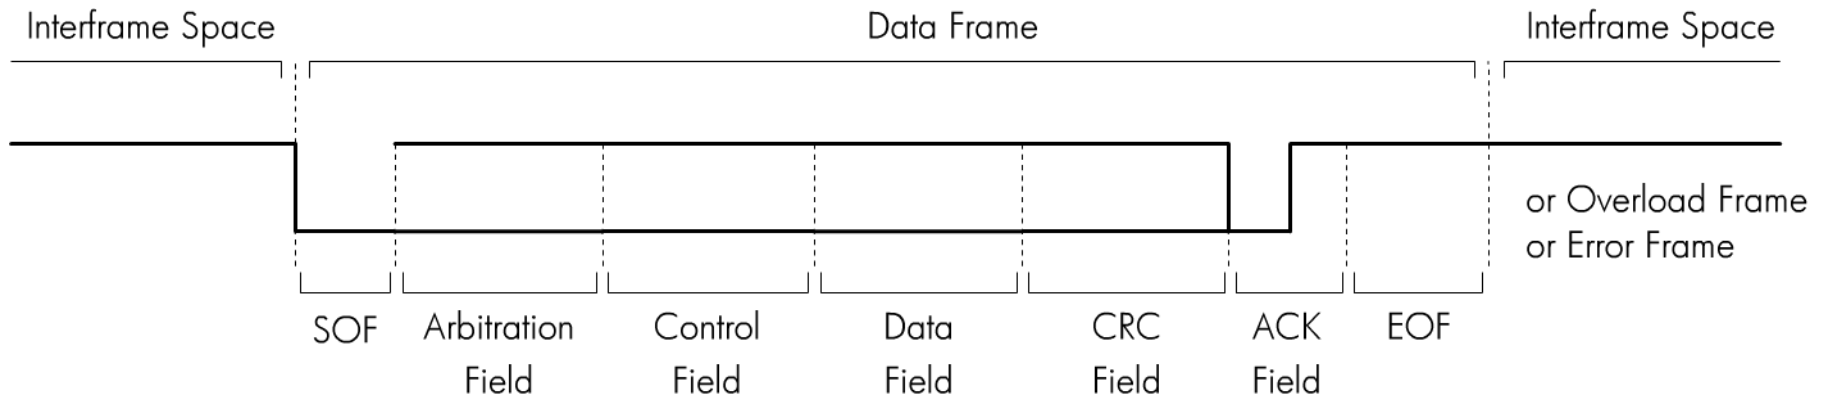 Interframe Space
Data Frame
Interframe Space
or Overload Frame
or Error Frame
SOF
Arbitration
Field
Control
Field
Data
Field
CRC
Field
ACK
Field
EOF